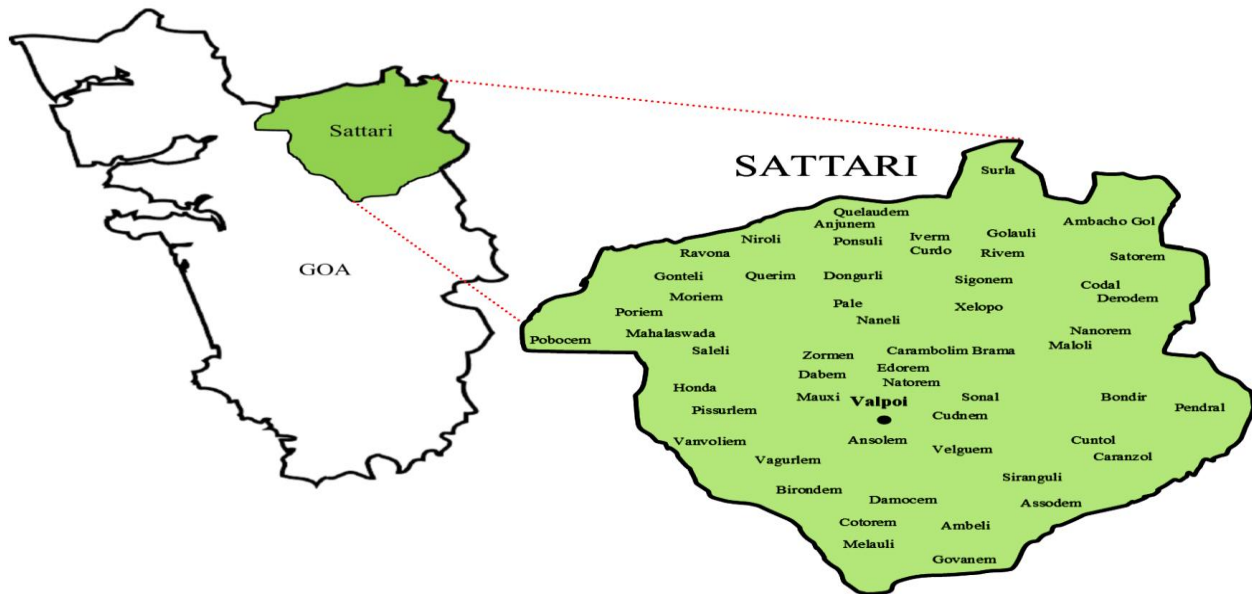 Sattari
GOA
SATTARI
Surla
Quelaudem
Anjunem
Ambacho Gol
Niroli
Ponsuli
Iverm
Curdo
Golauli
Ravona
Rivem
Satorem
Gonteli
Querim
Dongurli
Sigonem
Codal
Derodem
Moriem
Pale
Xelopo
Poriem
Naneli
Nanorem
Pobocem
Mahalaswada
Maloli
Saleli
Zormen
Carambolim Brama
Dabem
Edorem
Natorem
Honda
Mauxi
Valpoi
Sonal
Bondir
Pissurlem
Cudnem
Pendral
Vanvoliem
Ansolem
Velguem
Cuntol
Caranzol
Vagurlem
Siranguli
Birondem
Damocem
Assodem
Cotorem
Ambeli
Melauli
Govanem